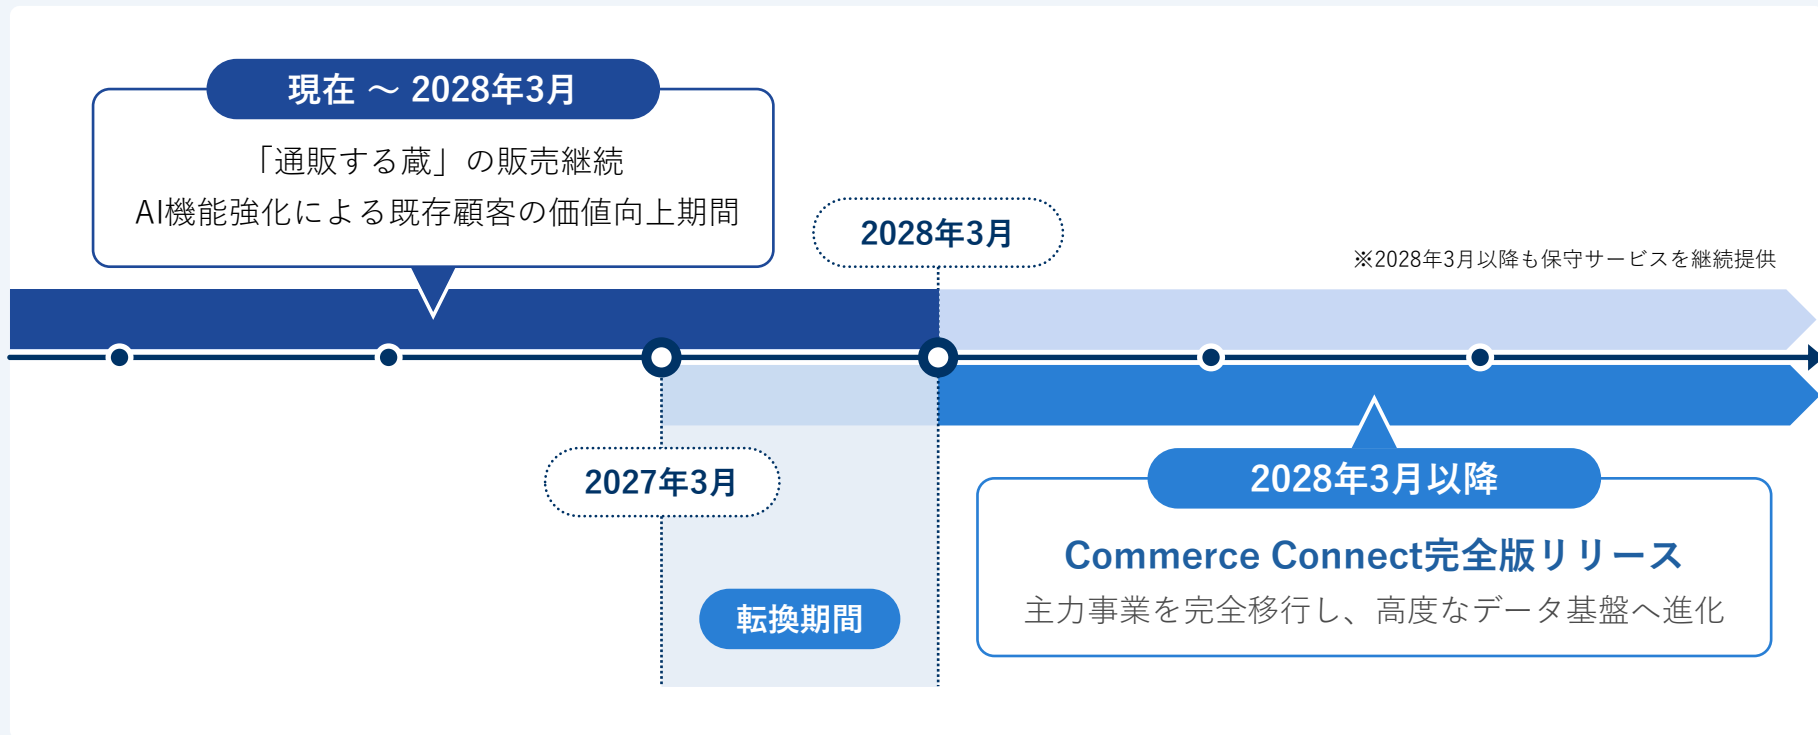 現在 ～ 2028年3月
「通販する蔵」の販売継続
AI機能強化による既存顧客の価値向上期間
2028年3月
※2028年3月以降も保守サービスを継続提供
2027年3月
転換期間
2028年3月以降
Commerce Connect完全版リリース
主力事業を完全移行し、高度なデータ基盤へ進化